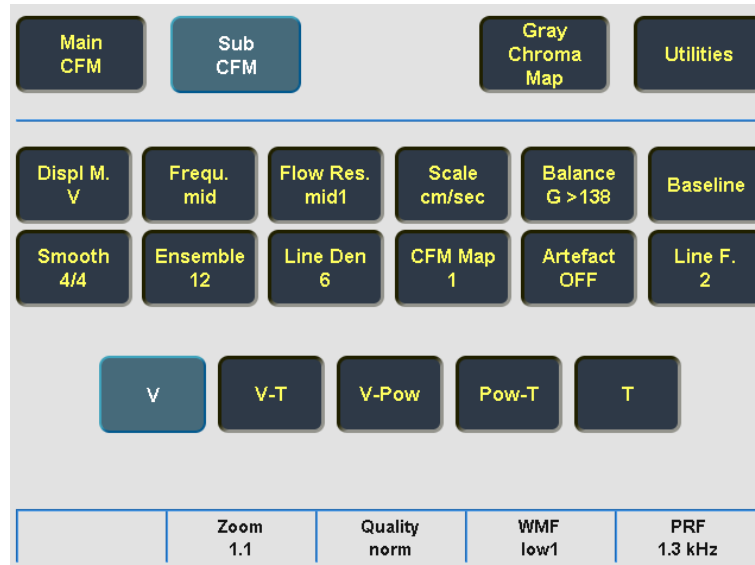 Main
CFM
Sub
CFM
Gray
Chroma
Map
Utilities
Displ M.
V
Frequ.
mid
Flow Res.
mid1
Scale
cm/sec
Balance
G >138
Baseline
Smooth
4/4
Ensemble
12
Line Den
6
CFM Map
1
Artefact
OFF
Line F.
2
V
V-T
V-Pow
Pow-T
T
Zoom
1.1
Quality
norm
WMF
low1
PRF
1.3 kHz